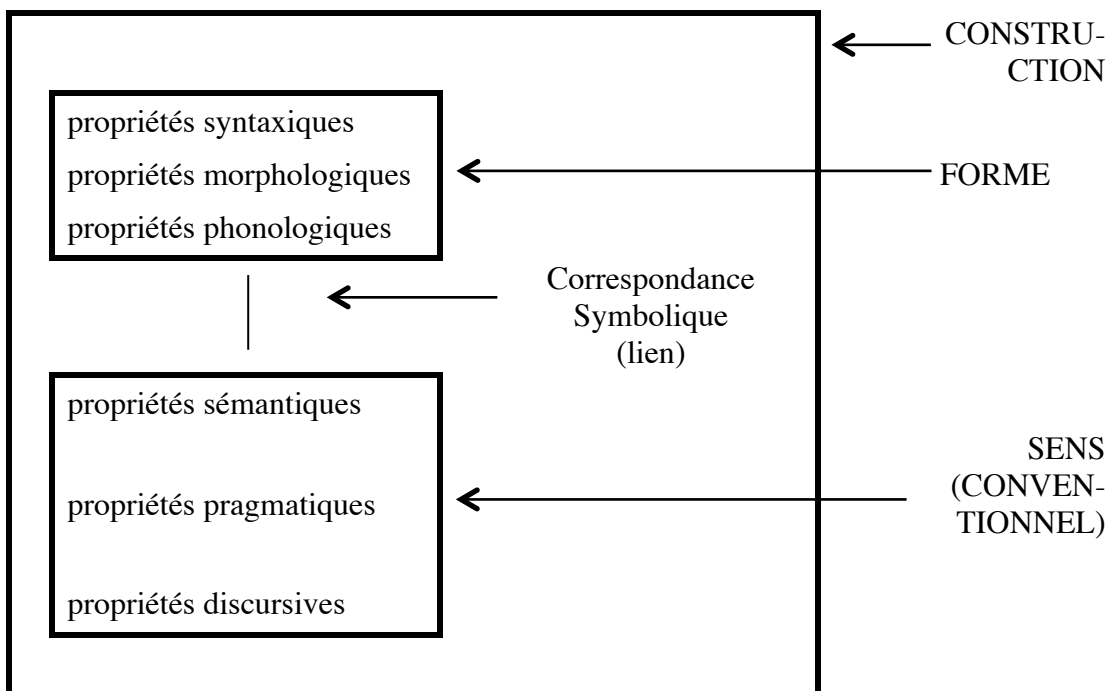 CONSTRU-
CTION
propriétés syntaxiques
propriétés morphologiques
FORME
propriétés phonologiques
Correspondance
Symbolique
(lien)
propriétés sémantiques
SENS
(CONVEN-
TIONNEL)
propriétés pragmatiques
propriétés discursives